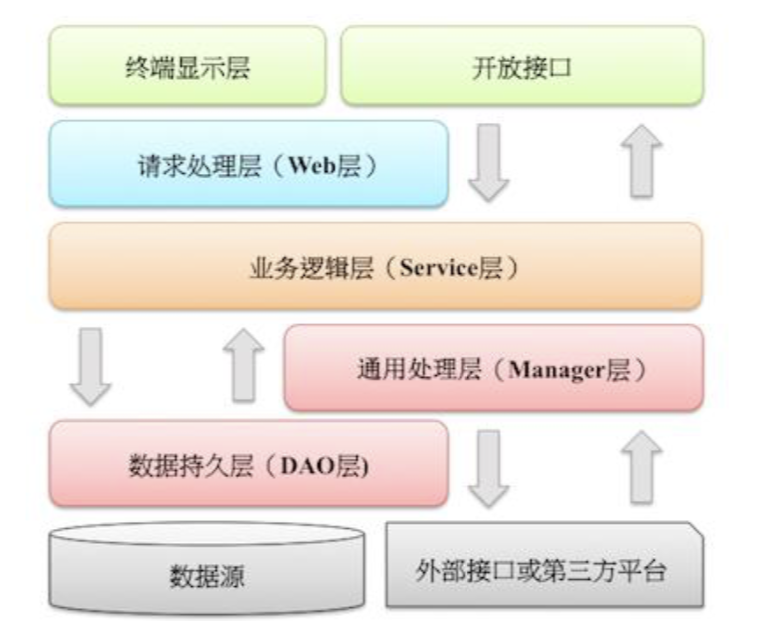 终端显示层
开放接口
请求处理层（Web层）
业务逻辑层（Service层）
通用处理层（Manager层）
数据持久层（DAO层)
数据源
外部接口或第三方平台